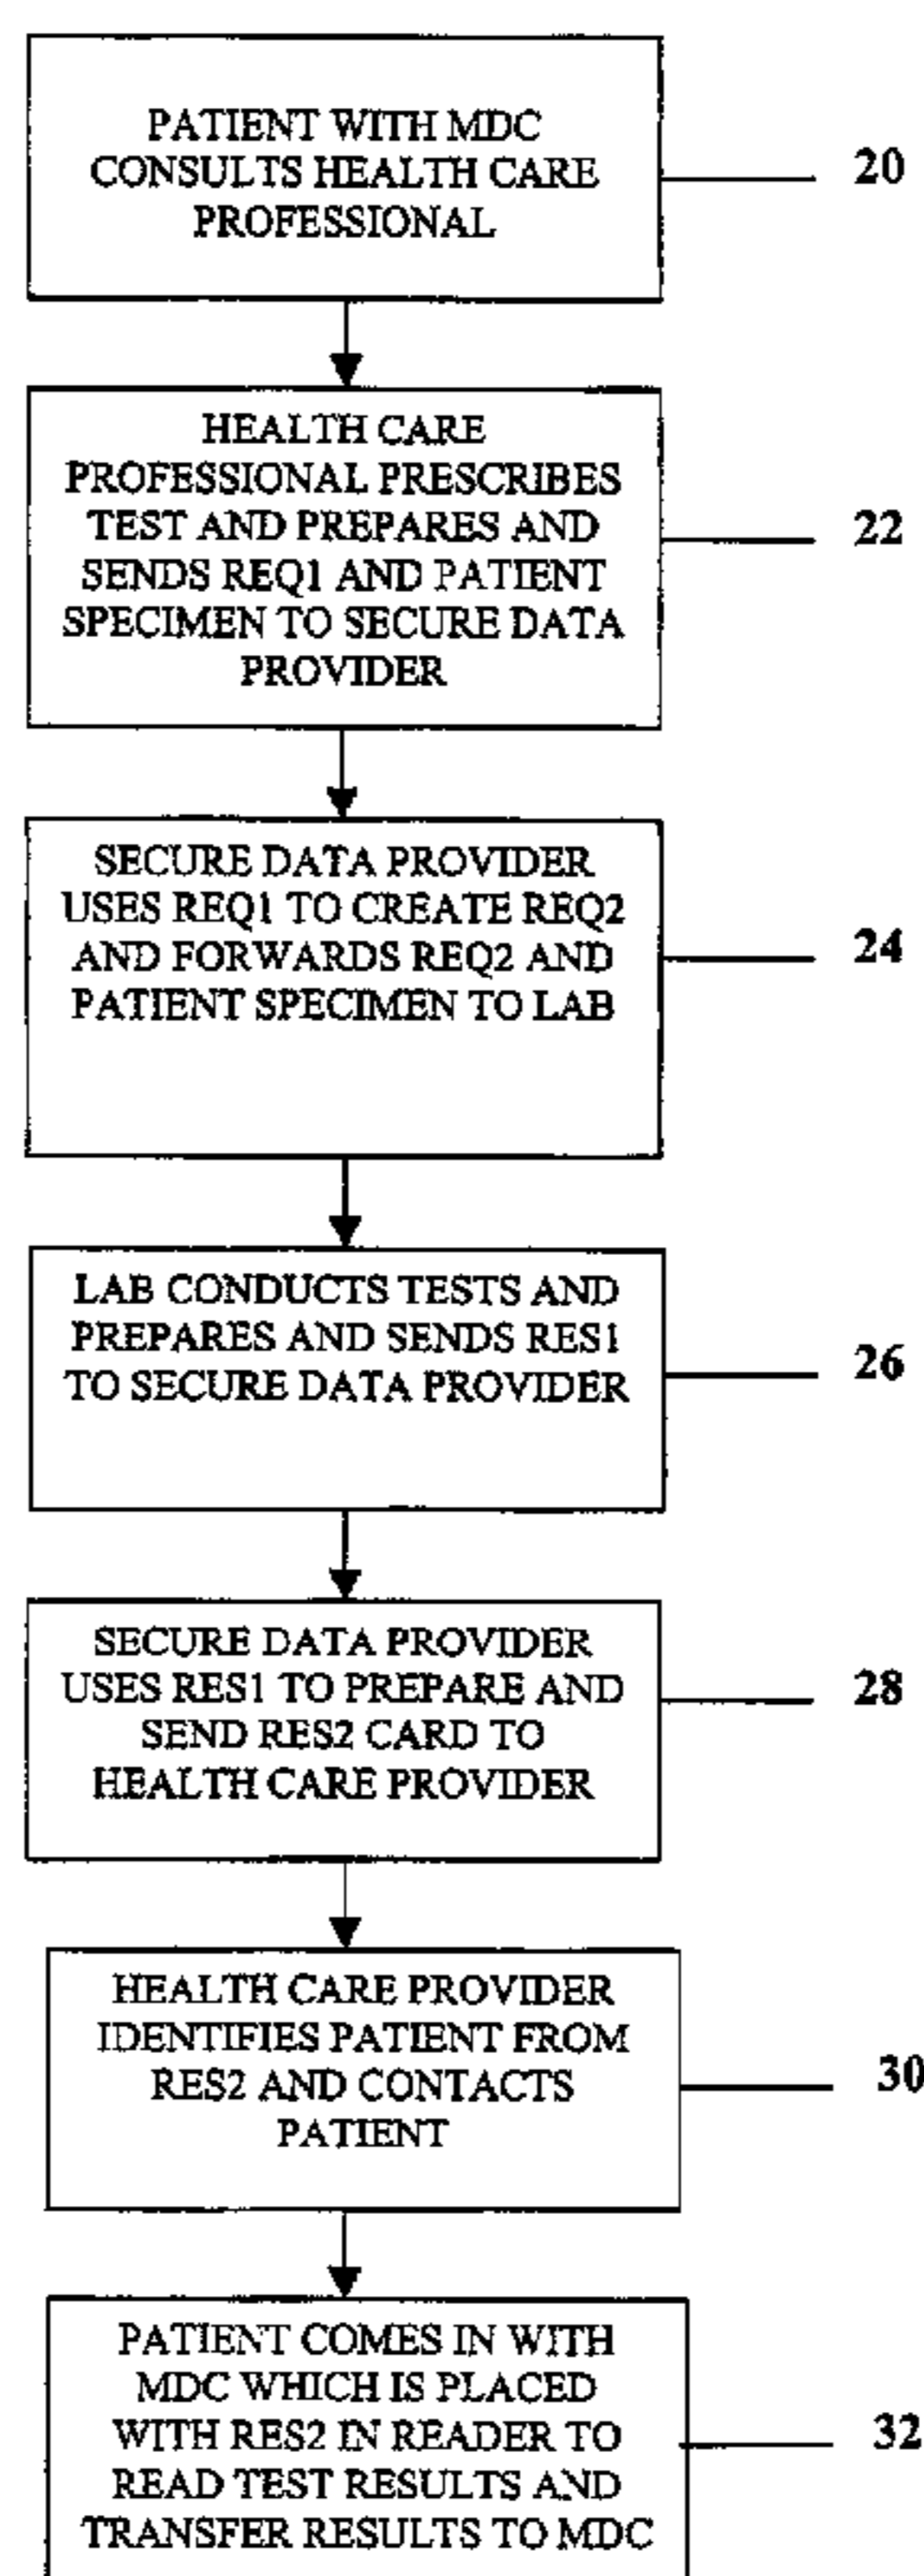 PATIENT WITH MDC
CONSULTS HEALTH CARE
PROFESSIONAL
20
HEALTH CARE
PROFESSIONAL PRESCRIBES
TEST AND PREPARES AND
SENDS REQ1 AND PATIENT
SPECIMEN TO SECURE DATA
PROVIDER
22
SECURE DATA PROVIDER
USES REQ1 TO CREATE REQ2
AND FORWARDS REQ2 AND
PATIENT SPECIMEN TO LAB
24
LAB CONDUCTS TESTS AND
PREPARES AND SENDS RES1
TO SECURE DATA PROVIDER
26
SECURE DATA PROVIDER
USES RES1 TO PREPARE AND
SEND RES2 CARD TO
HEALTH CARE PROVIDER
28
HEALTH CARE PROVIDER
IDENTIFIES PATIENT FROM
RES2 AND CONTACTS
PATIENT
30
PATIENT COMES IN WITH
MDC WHICH IS PLACED
WITH RES2 IN READER TO
READ TEST RESULTS AND
TRANSFER RESULTS TO MDC
32